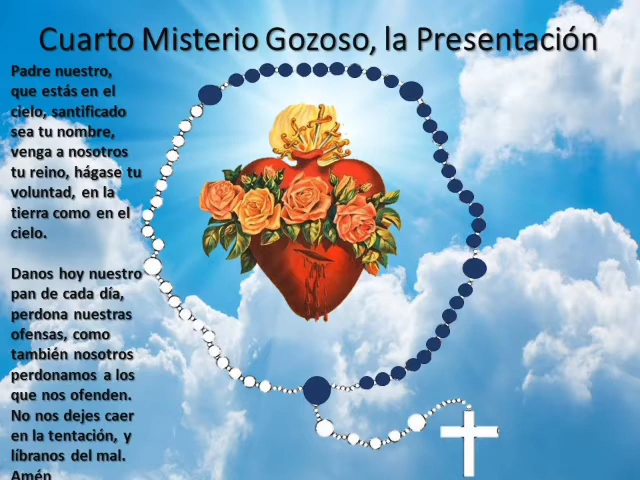 Cuarto Misterio Gozoso, la Presentación
Padre nuestro,
que estás en el
cielo, santificado
sea tu nombre,
venga a nosotros
tu reino, hágase tu
voluntad, en la
tierra como en el
cielo.
Danos hoy nuestro
pan de cada día,
perdona nuestras
ofensas, como
también nosotros
perdonamos a los
que nos ofenden.
No nos dejes caer
en la tentación, y
líbranos del mal.
Amén